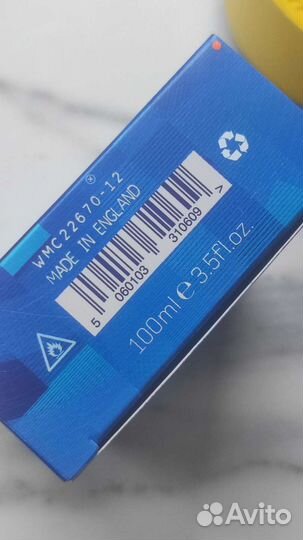 WMC22670-12
MADE IN ENGLAND
5 060103 310609 >
100ml e 3.5fl.oz.
Avito